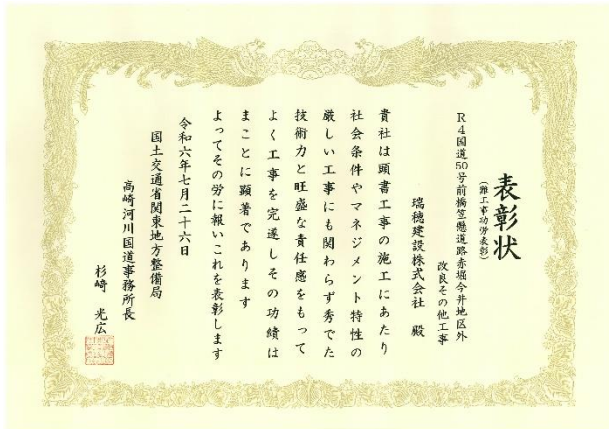 表彰状
(難工事功労表彰)
R4国道50号前橋笠懸道路赤堀今井地区外
改良その他工事
瑞穂建設株式会社 殿
貴社は頭書工事の施工にあたり
社会条件やマネジメント特性の
厳しい工事にも関わらず秀でた
技術力と旺盛な責任感をもって
よく工事を完遂しその功績は
まことに顕著であります
よってその労に報いこれを表彰します
令和六年七月二十六日
国土交通省関東地方整備局
高崎河川国道事務所長
杉崎 光広